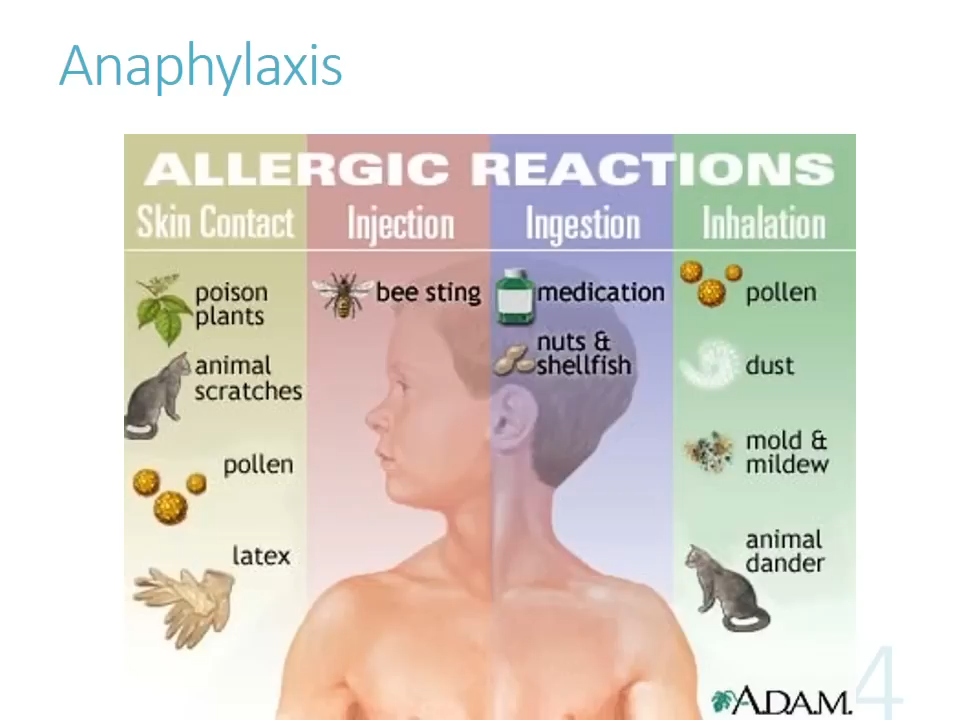 Anaphylaxis
ALLERGIC REACTIONS
Skin Contact
poison
plants
animal
scratches
pollen
latex
Injection
bee sting
Ingestion
medication
nuts &
shellfish
Inhalation
pollen
dust
mold &
mildew
animal
dander
A.D.A.M.
4